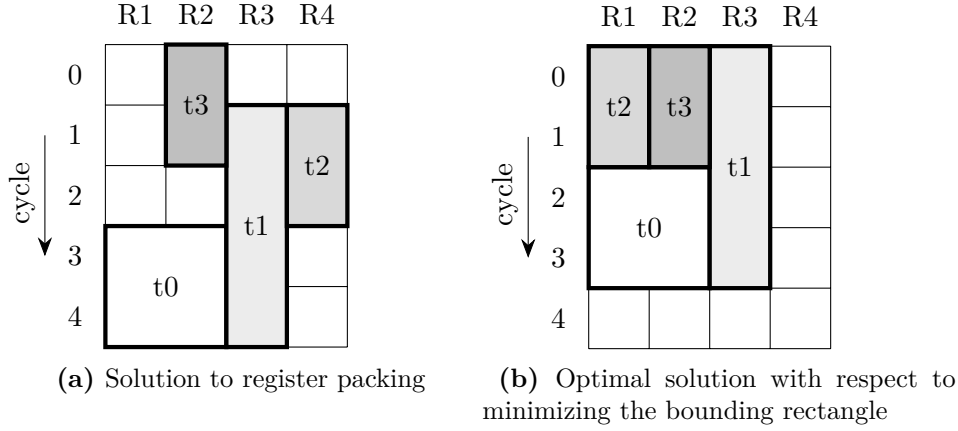 R1 R2 R3 R4
0
1
2
3
4
cycle
t3
t2
t1
t0
(a) Solution to register packing
R1 R2 R3 R4
0
1
2
3
4
cycle
t2 t3
t1
t0
(b) Optimal solution with respect to
minimizing the bounding rectangle